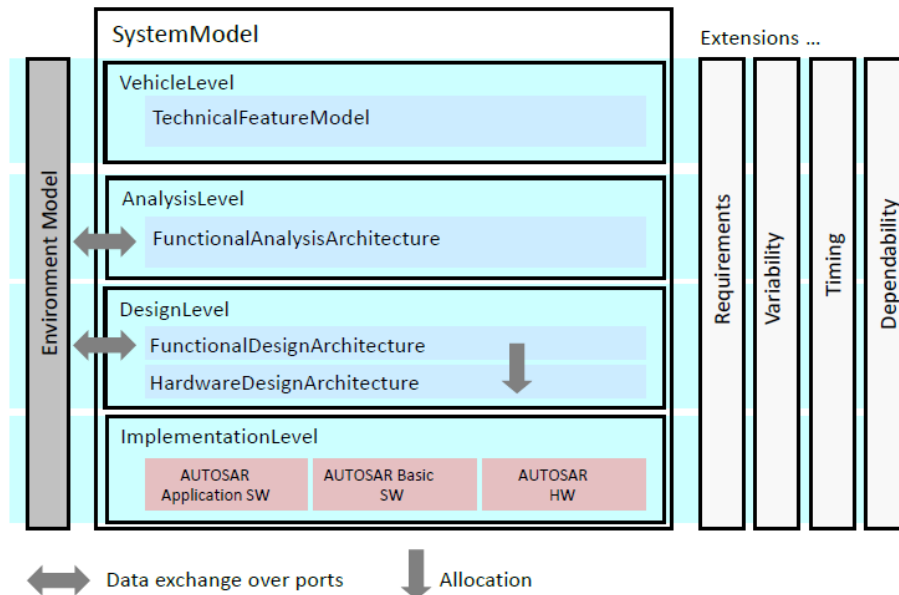 SystemModel
Extensions ...
VehicleLevel
TechnicalFeatureModel
AnalysisLevel
FunctionalAnalysisArchitecture
DesignLevel
FunctionalDesignArchitecture
HardwareDesignArchitecture
ImplementationLevel
AUTOSAR
Application SW
AUTOSAR Basic
SW
AUTOSAR
HW
Environment Model
Requirements
Variability
Timing
Dependability
Data exchange over ports
Allocation